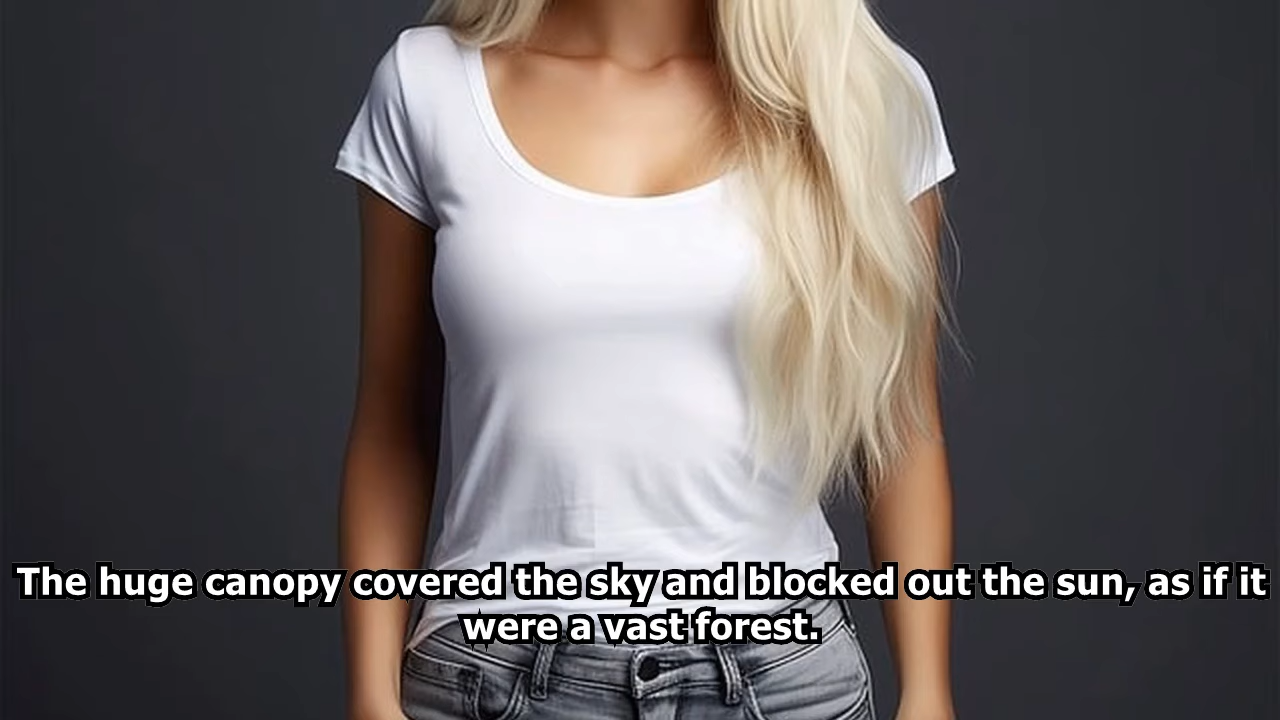 The huge canopy covered the sky and blocked out the sun, as if it
were a vast forest.